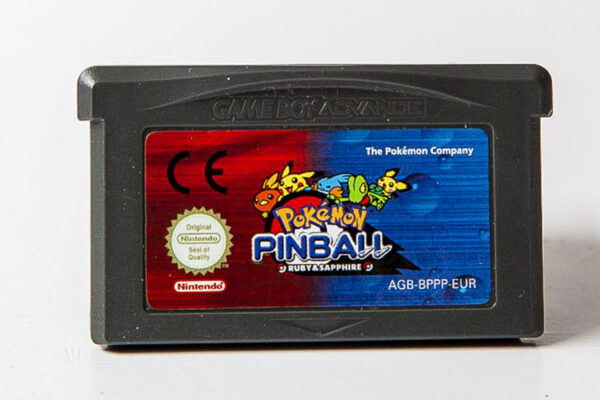 GAME BOY ADVANCE
CE
The Pokémon Company
POKéMON
PINBALL
RUBY & SAPPHIRE
Original
Nintendo
Seal of
Quality
TM
Nintendo
AGB-BPPP-EUR